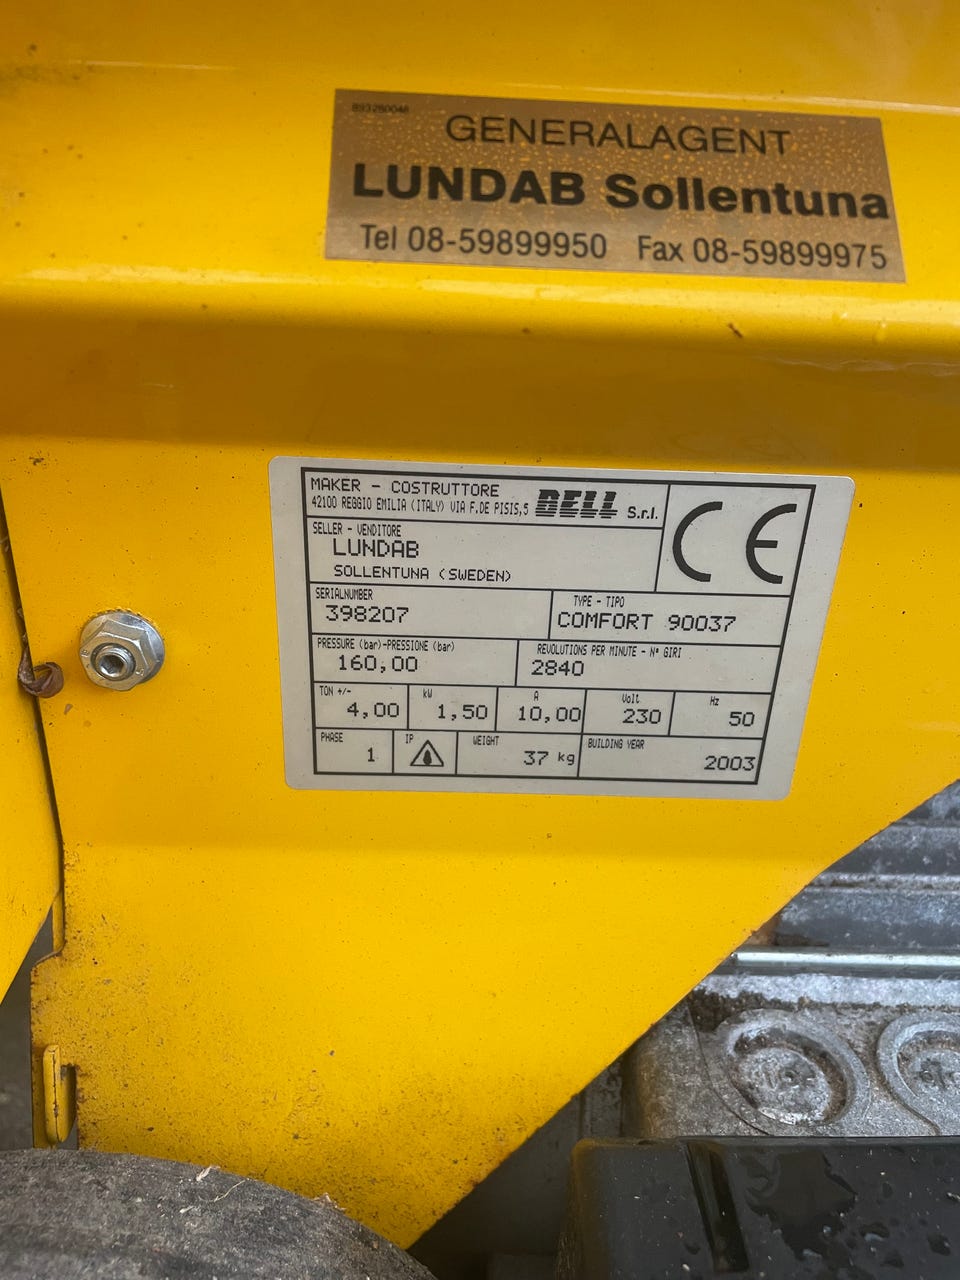 893280048
GENERALAGENT
LUNDAB Sollentuna
Tel 08-59899950 Fax 08-59899975
MAKER - COSTRUTTORE
42100 REGGIO EMILIA (ITALY) VIA F.DE PISIS,5 BELL S.r.l.
CE
SELLER - VENDITORE
LUNDAB
SOLLENTUNA (SWEDEN)
SERIALNUMBER
398207
TYPE - TIPO
COMFORT 90037
PRESSURE (bar)-PRESSIONE (bar)
160,00
REVOLUTIONS PER MINUTE - N° GIRI
2840
TON +/-
4,00
kW
1,50
A
10,00
Volt
230
Hz
50
PHASE
1
IP
WEIGHT
37 kg
BUILDING YEAR
2003